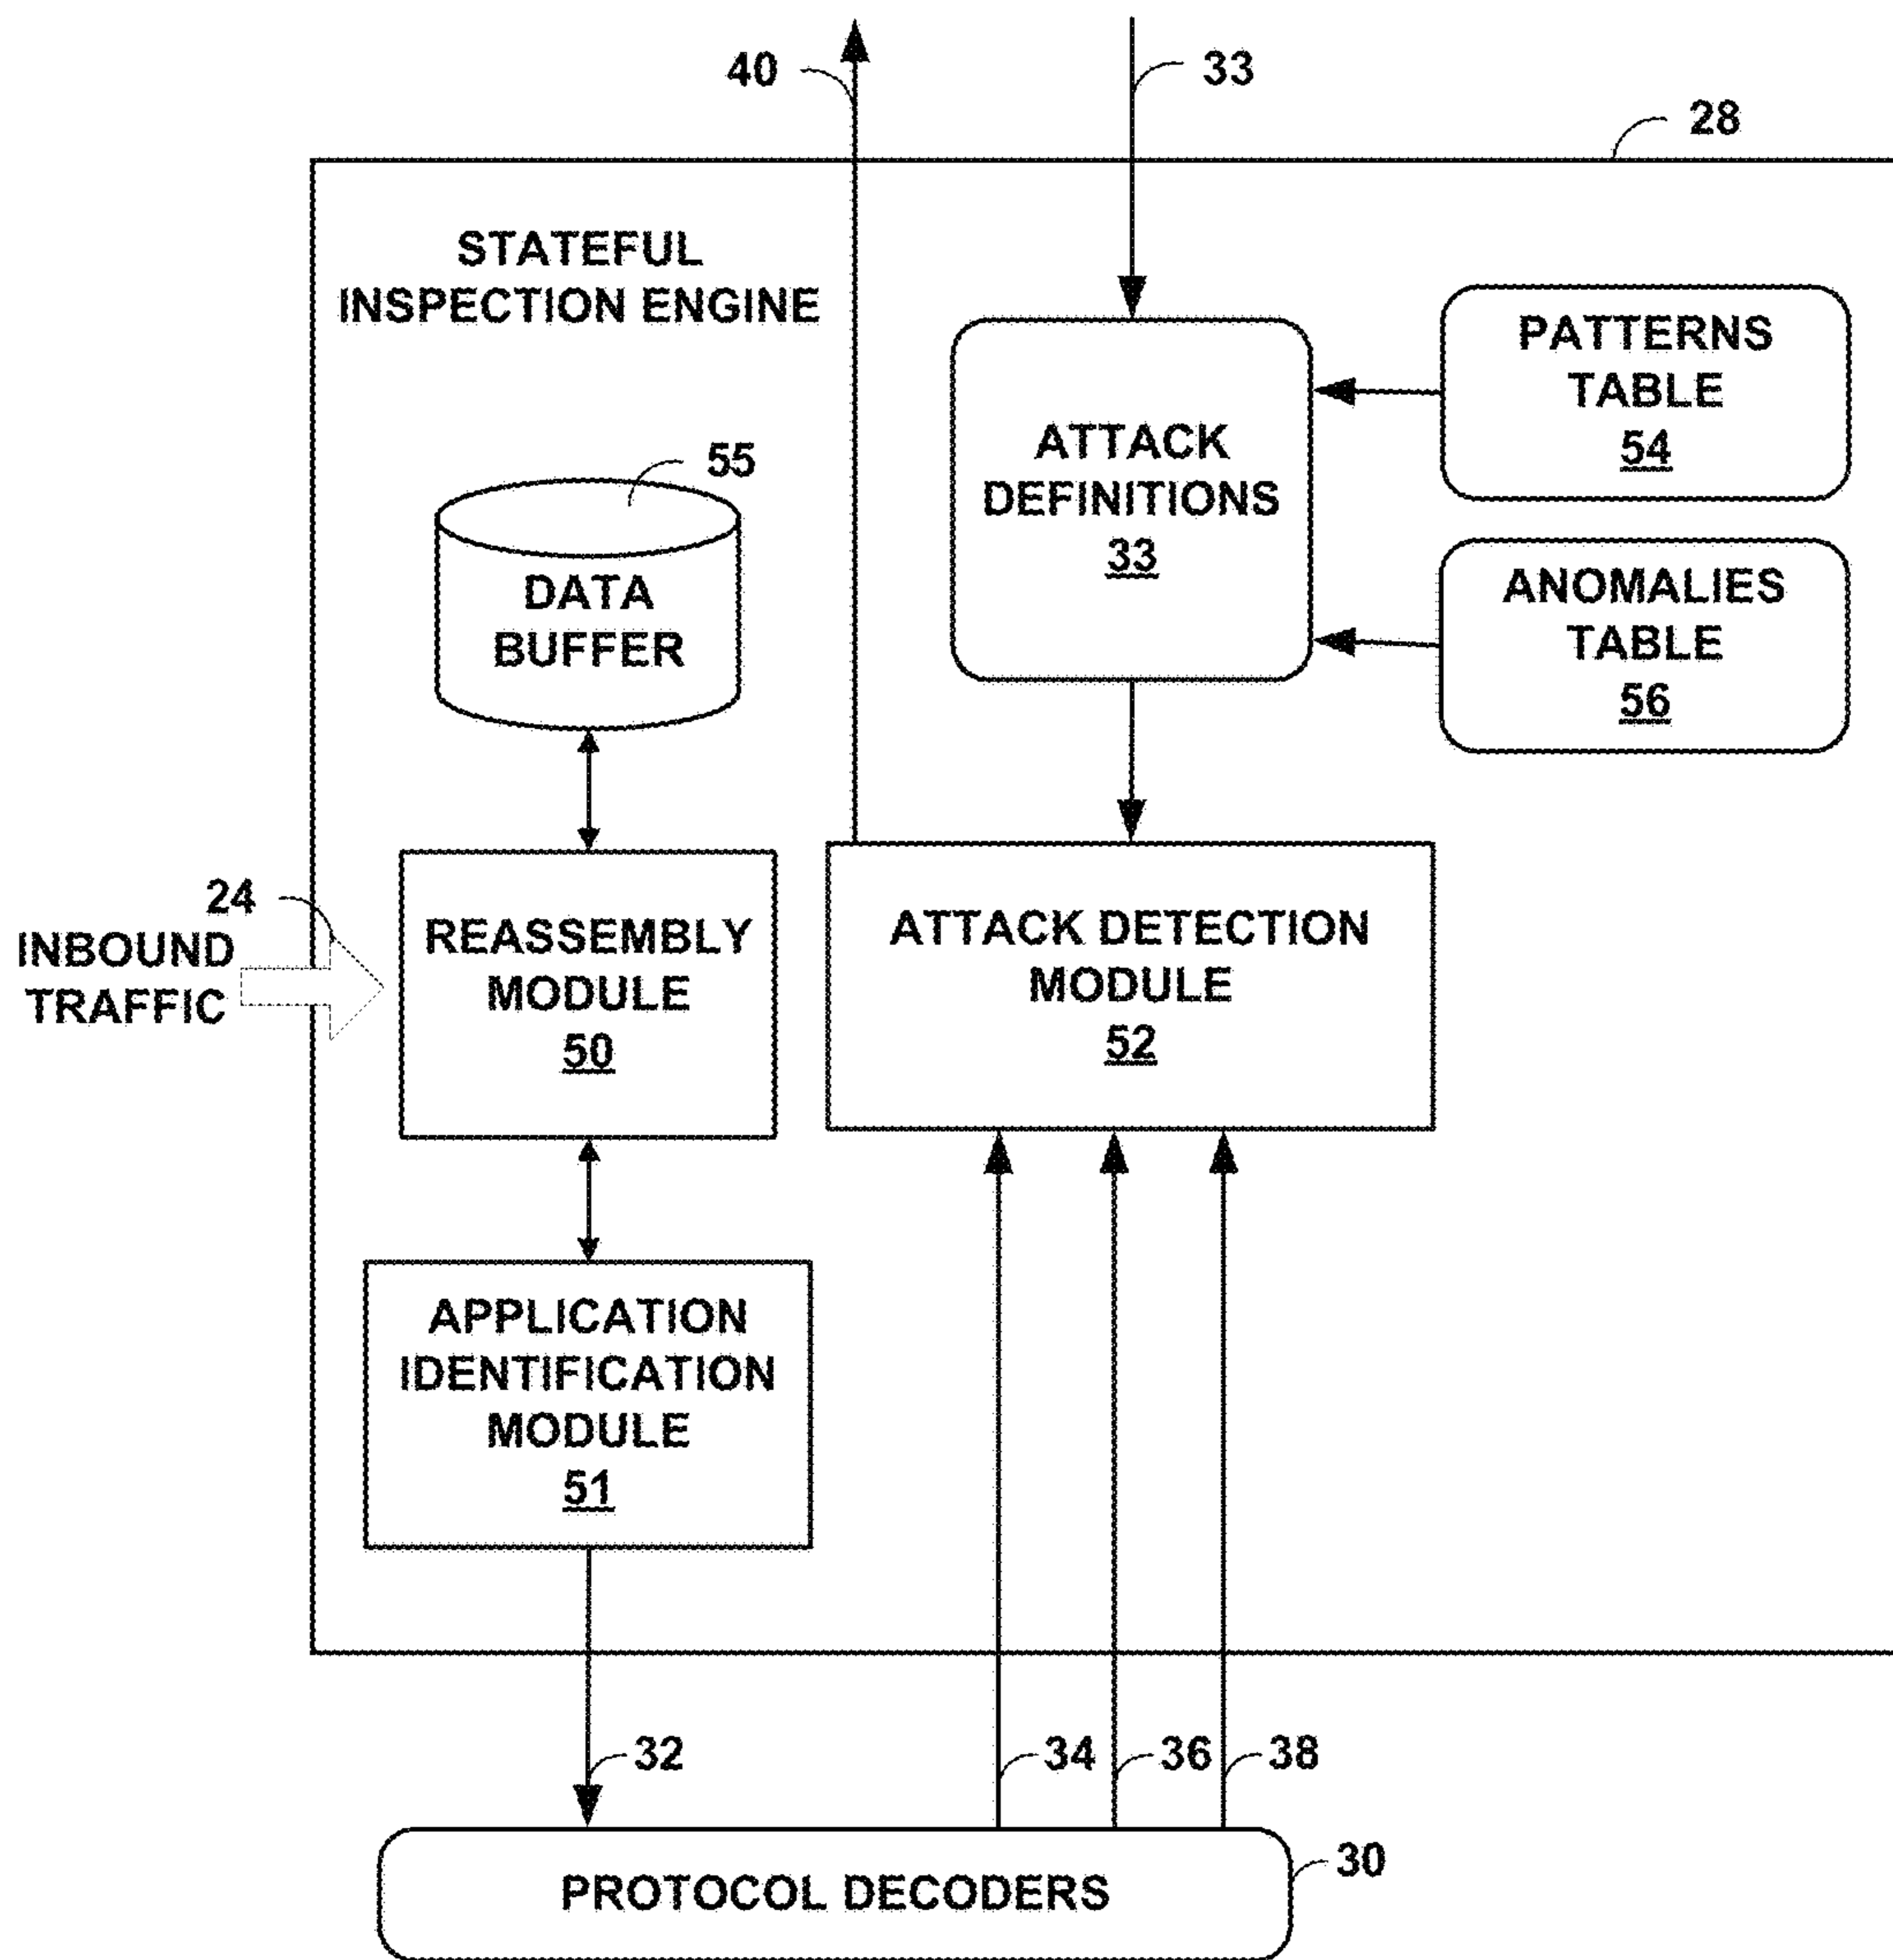 40
33
28
STATEFUL
INSPECTION ENGINE
PATTERNS
TABLE
54
ATTACK
DEFINITIONS
33
55
DATA
BUFFER
ANOMALIES
TABLE
56
24
INBOUND
TRAFFIC
REASSEMBLY
MODULE
50
ATTACK DETECTION
MODULE
52
APPLICATION
IDENTIFICATION
MODULE
51
32
34
36
38
PROTOCOL DECODERS
30